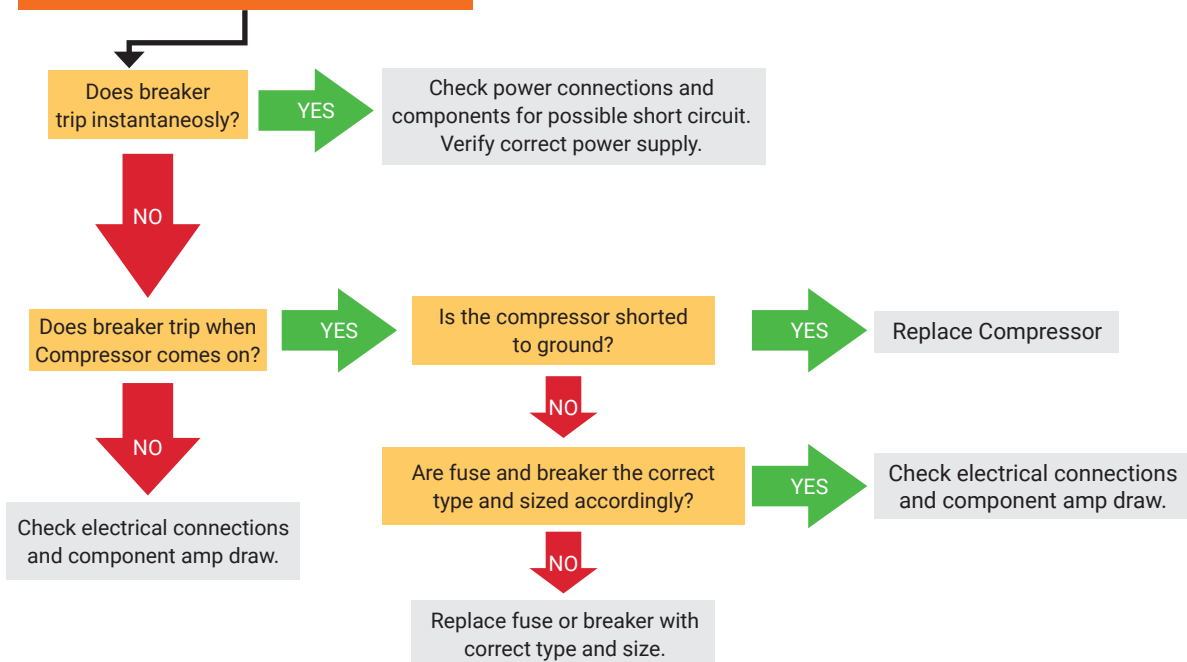 Does breaker
trip instantaneosly?
YES
Check power connections and
components for possible short circuit.
Verify correct power supply.
NO
Does breaker trip when
Compressor comes on?
YES
Is the compressor shorted
to ground?
YES
Replace Compressor
NO
NO
Are fuse and breaker the correct
type and sized accordingly?
YES
Check electrical connections
and component amp draw.
Check electrical connections
and component amp draw.
NO
Replace fuse or breaker with
correct type and size.